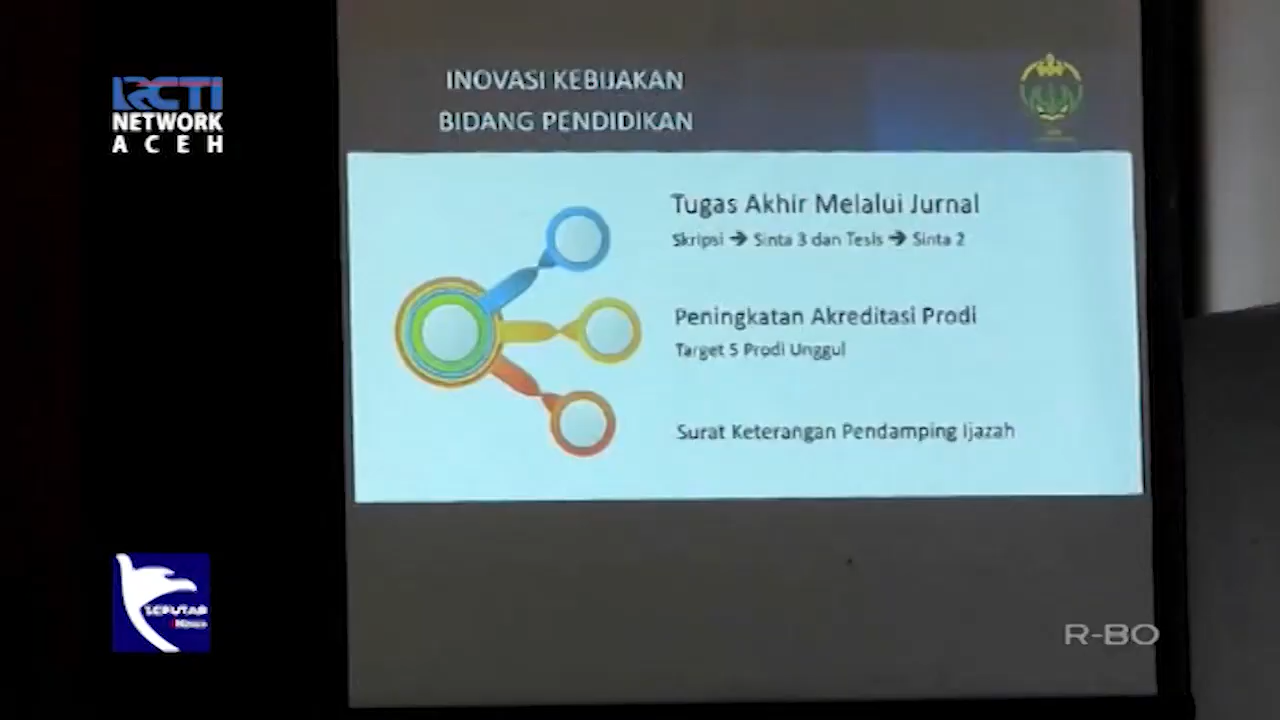 RCTI
NETWORK
ACEH
INOVASI KEBIJAKAN
BIDANG PENDIDIKAN
Tugas Akhir Melalui Jurnal
Skripsi → Sinta 3 dan Tesis → Sinta 2
Peningkatan Akreditasi Prodi
Target 5 Prodi Unggul
Surat Keterangan Pendamping Ijazah
SEPUTAR
iNews
R-BO